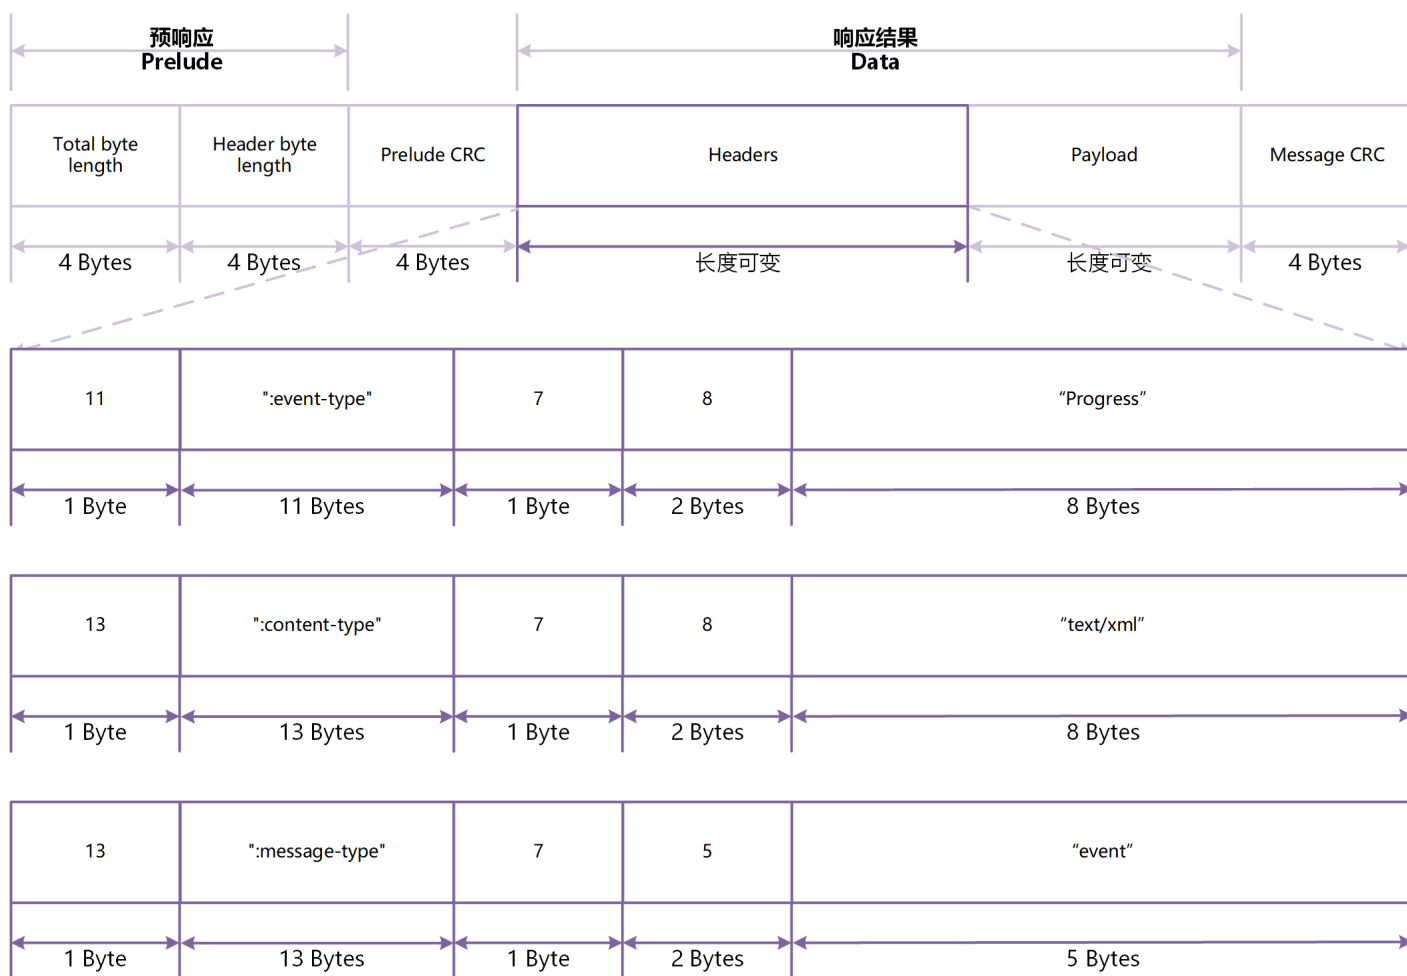 预响应
Prelude
响应结果
Data
Total byte
length
Header byte
length
Prelude CRC
Headers
Payload
Message CRC
4 Bytes
4 Bytes
4 Bytes
长度可变
长度可变
4 Bytes
11
":event-type"
7
8
“Progress”
1 Byte
11 Bytes
1 Byte
2 Bytes
8 Bytes
13
":content-type"
7
8
“text/xml”
1 Byte
13 Bytes
1 Byte
2 Bytes
8 Bytes
13
":message-type"
7
5
“event”
1 Byte
13 Bytes
1 Byte
2 Bytes
5 Bytes